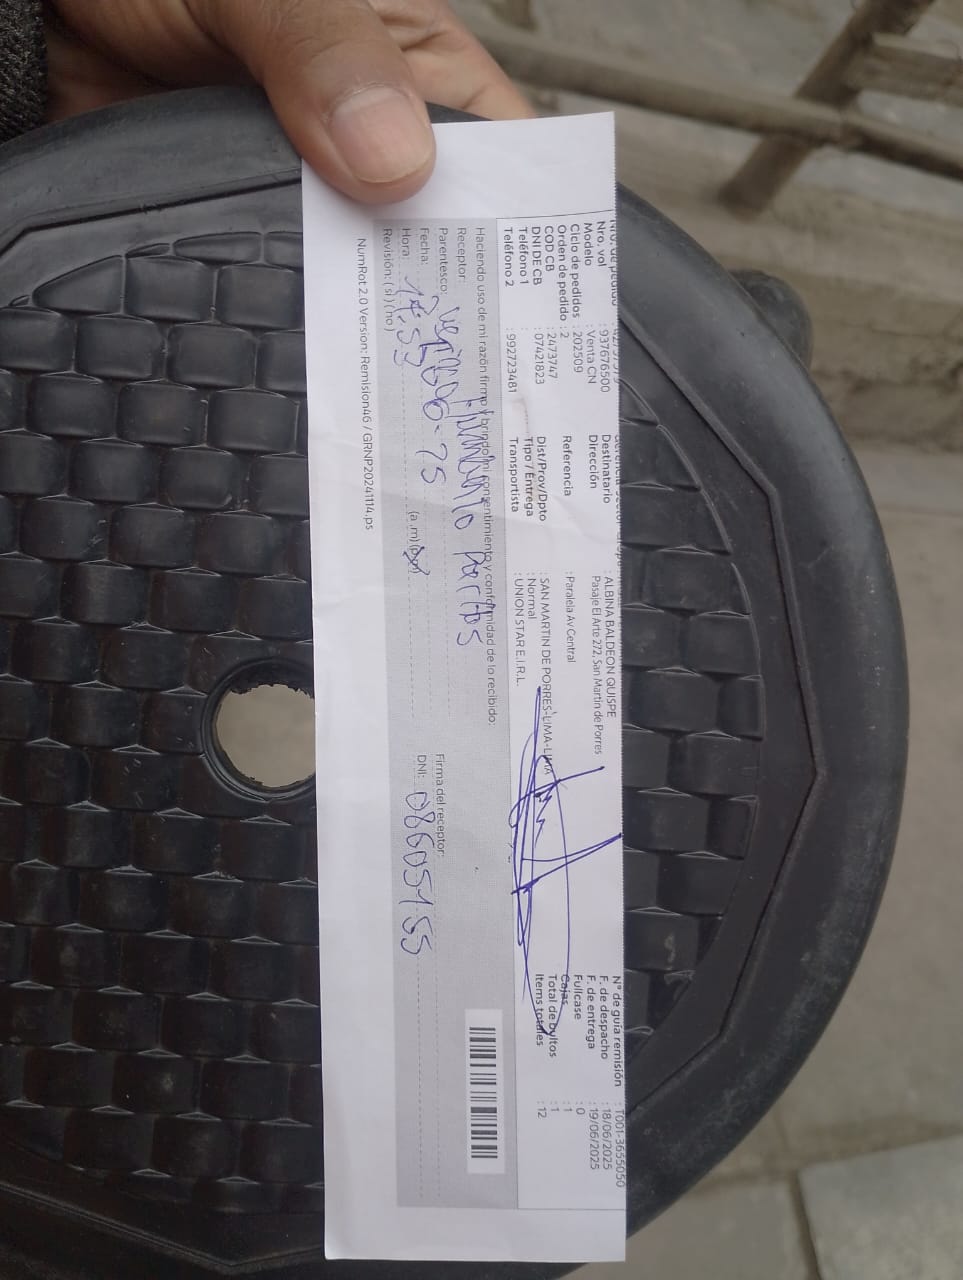 Nro. vol : 937676500
Modelo : Venta CN
Ciclo de pedidos : 202509
Orden de pedido : 2
COD CB : 2473747
DNI DE CB : 07421823
Teléfono 1
Teléfono 2 : 992723481
Destinatario : ALBINA BALDEON QUISPE
Dirección : Pasaje El Arte 272, San Martin de Porres
Referencia : Paralela Av Central
Dist/Prov/Dpto : SAN MARTIN DE PORRES-LIMA-LIMA
Tipo / Entrega : Normal
Transportista : UNION STAR E.I.R.L.
N° de guía remisión : T001-3655050
F. de despacho : 18/06/2025
F. de entrega : 19/06/2025
Fullcase : 0
Cajas : 1
Total de bultos : 1
Items totales : 12
Haciendo uso de mi razón firmo y brindo mi consentimiento y conformidad de lo recibido:
Receptor:
Parentesco:
Fecha:
Hora: (a .m)
Revisión: ( si ) ( no )
Firma del receptor:
DNI:
NumRot 2.0 Version: Remision46 / GRNP20241114.ps